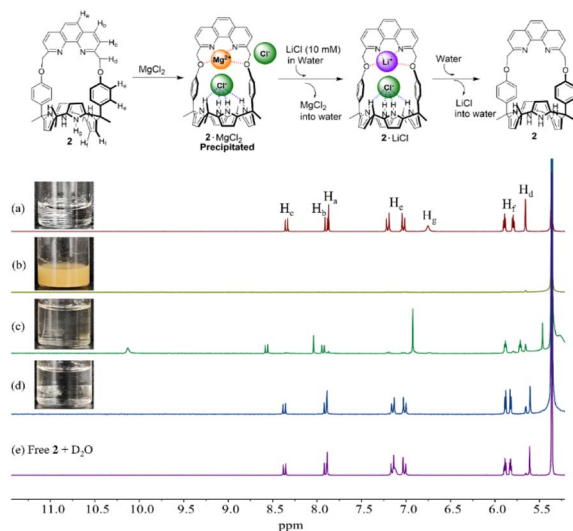 Hₐ
H_b
H_c
H_d
Hₑ
H_f
O
O
N
N
H
H_g
2
MgCl₂
Mg²⁺
Cl⁻
Cl⁻
2·MgCl₂
Precipitated
LiCl (10 mM)
in Water
MgCl₂
into water
Li⁺
Cl⁻
2·LiCl
Water
LiCl
into water
2
(a)
H_c
H_b
Hₐ
Hₑ
H_g
H_f
H_d
(b)
(c)
(d)
(e) Free 2 + D₂O
11.0 10.5 10.0 9.5 9.0 8.5 8.0 7.5 7.0 6.5 6.0 5.5
ppm